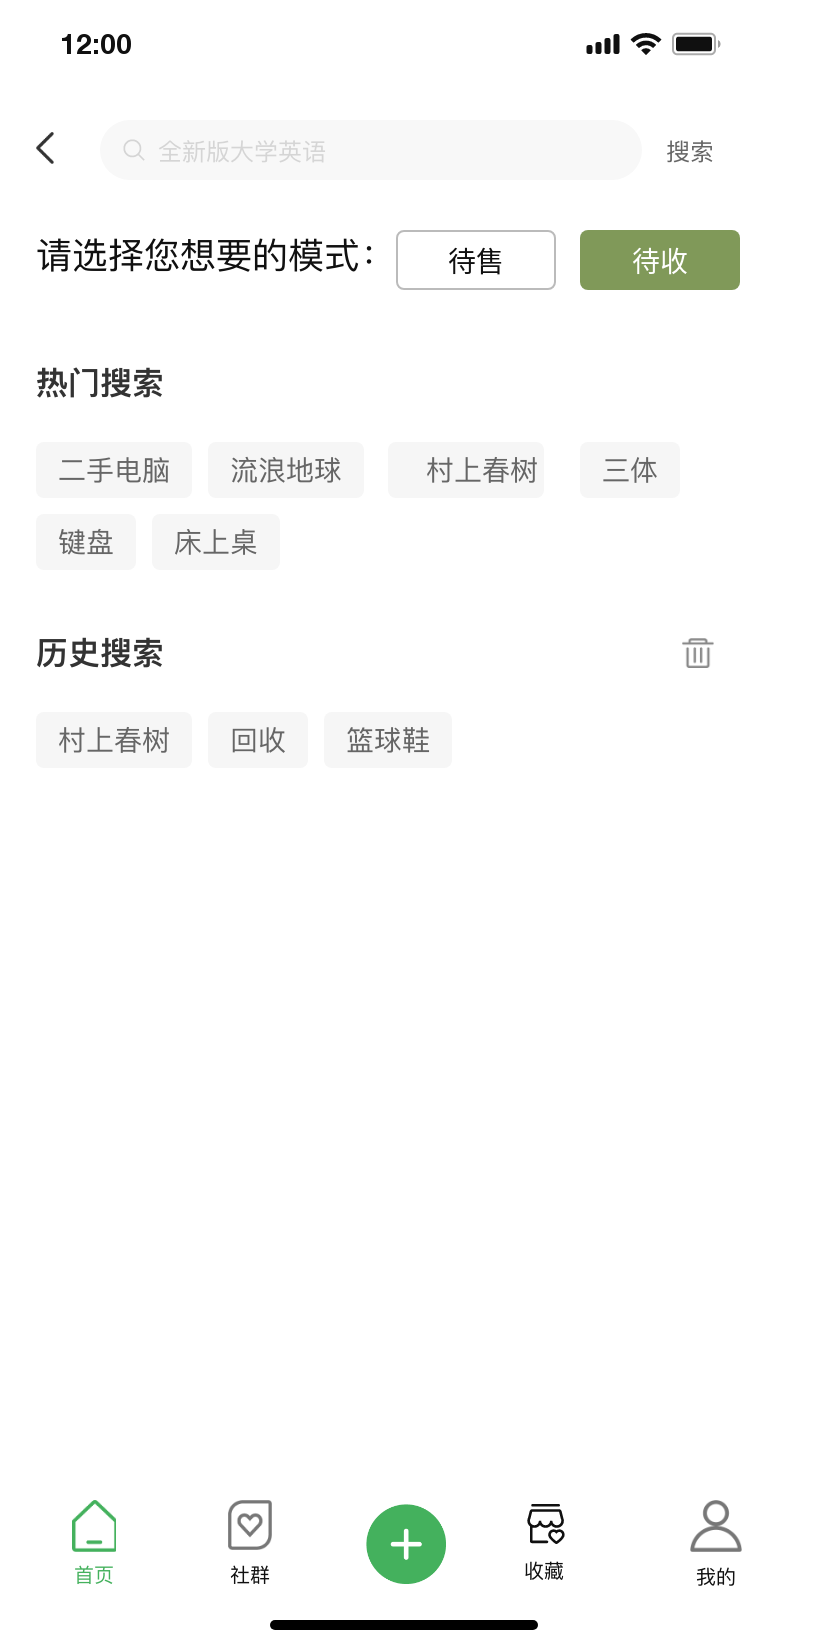 12:00
全新版大学英语 搜索
请选择您想要的模式： 待售 待收
热门搜索
二手电脑 流浪地球 村上春树 三体
键盘 床上桌
历史搜索
村上春树 回收 篮球鞋
首页 社群 收藏 我的